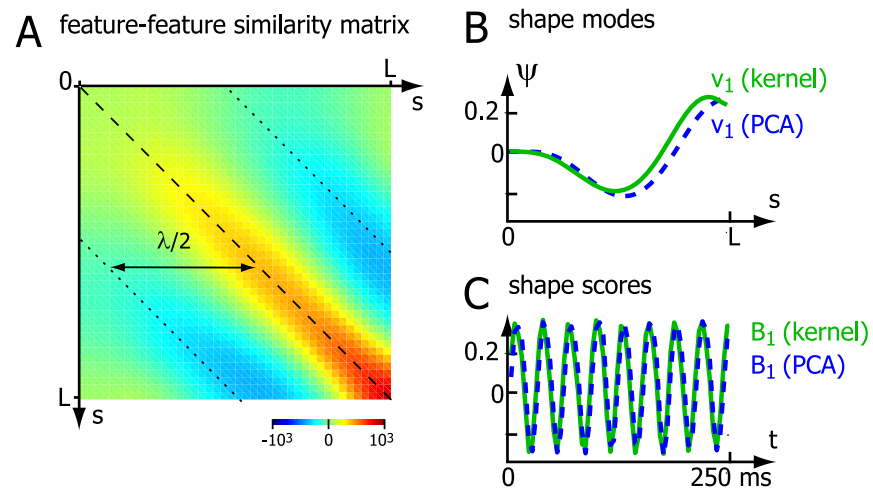 A feature-feature similarity matrix
0 L
s
λ/2
L
s
-10³ 0 10³
B shape modes
ψ
v₁ (kernel)
v₁ (PCA)
0.2
0
s
0 L
C shape scores
B₁ (kernel)
B₁ (PCA)
0.2
0
t
0 250 ms